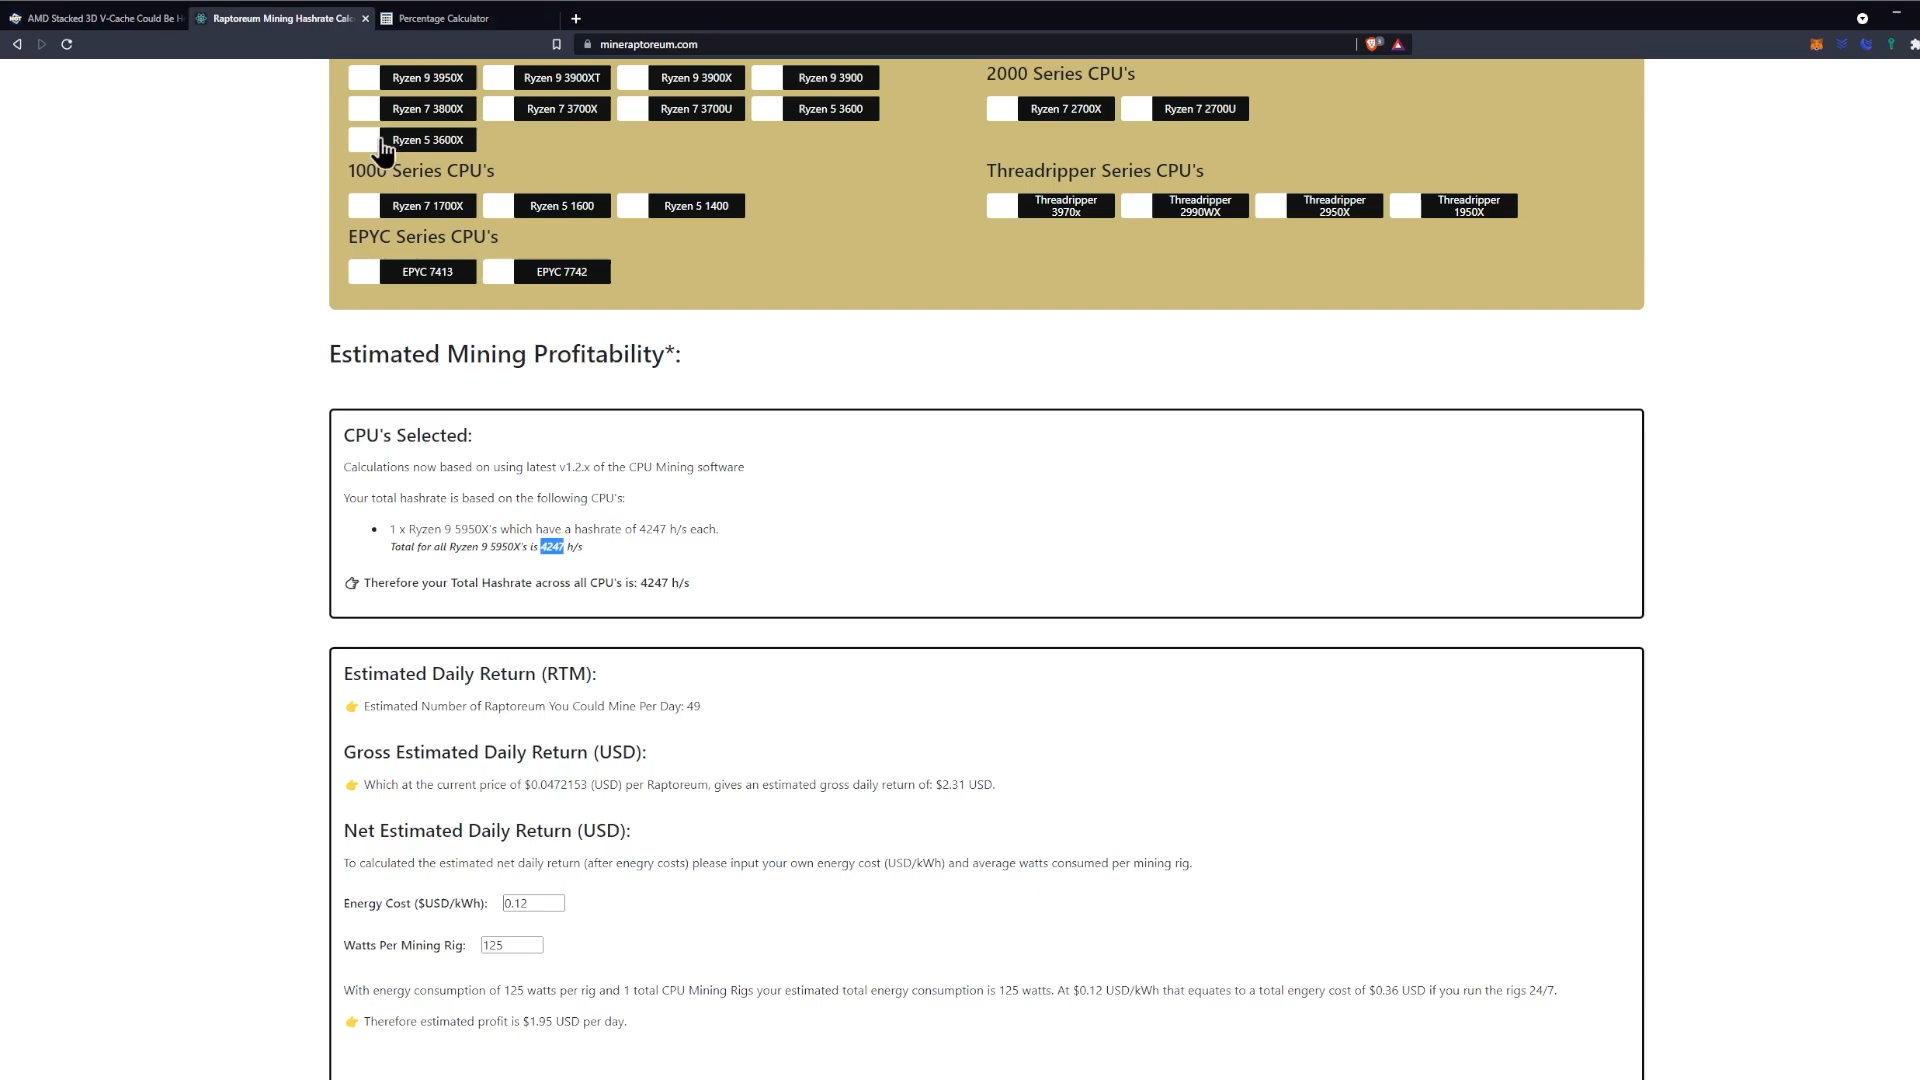 AMD Stacked 3D V-Cache Could Be H
Raptoreum Mining Hashrate Calc
Percentage Calculator
mineraptoreum.com
Ryzen 9 3950X
Ryzen 9 3900XT
Ryzen 9 3900X
Ryzen 9 3900
2000 Series CPU's
Ryzen 7 3800X
Ryzen 7 3700X
Ryzen 7 3700U
Ryzen 5 3600
Ryzen 7 2700X
Ryzen 7 2700U
Ryzen 5 3600X
1000 Series CPU's
Threadripper Series CPU's
Ryzen 7 1700X
Ryzen 5 1600
Ryzen 5 1400
Threadripper
3970x
Threadripper
2990WX
Threadripper
2950X
Threadripper
1950X
EPYC Series CPU's
EPYC 7413
EPYC 7742
Estimated Mining Profitability*:
CPU's Selected:
Calculations now based on using latest v1.2.x of the CPU Mining software
Your total hashrate is based on the following CPU's:
1 x Ryzen 9 5950X's which have a hashrate of 4247 h/s each.
Total for all Ryzen 9 5950X's is 4247 h/s
Therefore your Total Hashrate across all CPU's is: 4247 h/s
Estimated Daily Return (RTM):
Estimated Number of Raptoreum You Could Mine Per Day: 49
Gross Estimated Daily Return (USD):
Which at the current price of $0.0472153 (USD) per Raptoreum, gives an estimated gross daily return of: $2.31 USD.
Net Estimated Daily Return (USD):
To calculated the estimated net daily return (after enegry costs) please input your own energy cost (USD/kWh) and average watts consumed per mining rig.
Energy Cost ($USD/kWh): 0.12
Watts Per Mining Rig: 125
With energy consumption of 125 watts per rig and 1 total CPU Mining Rigs your estimated total energy consumption is 125 watts. At $0.12 USD/kWh that equates to a total engery cost of $0.36 USD if you run the rigs 24/7.
Therefore estimated profit is $1.95 USD per day.